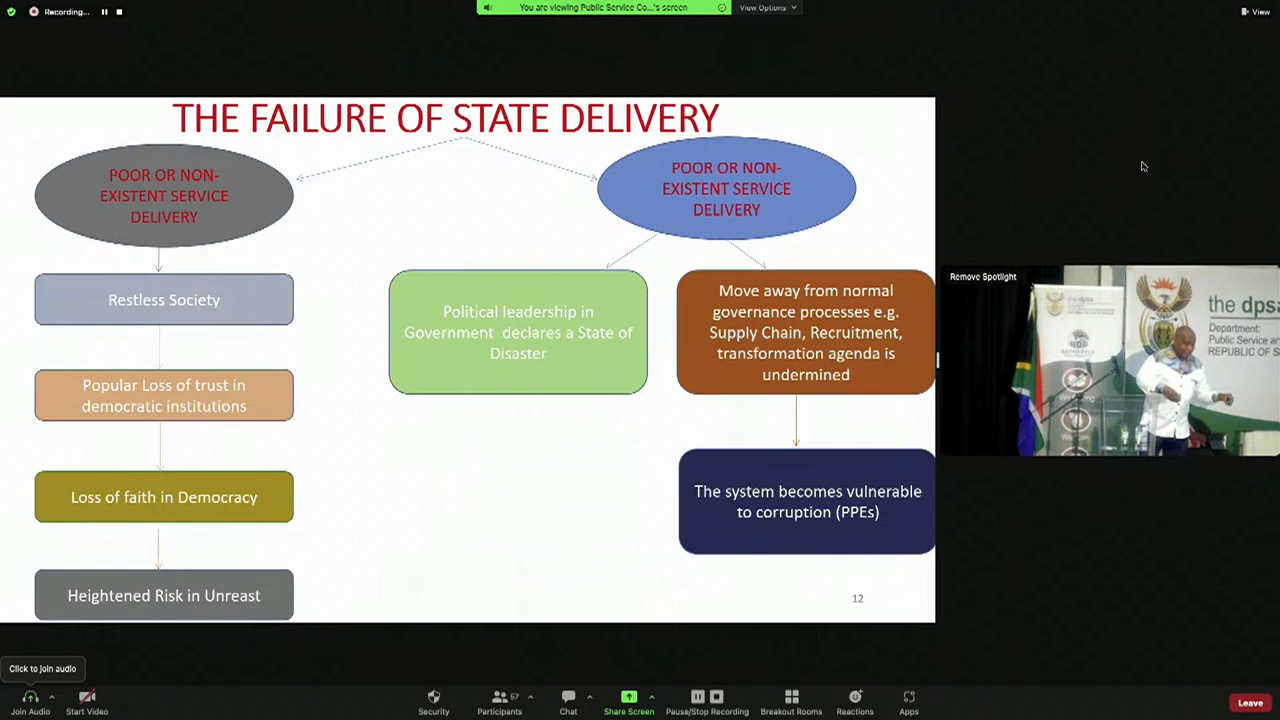 Recording...
You are viewing Public Service Co...'s screen
View Options
View
THE FAILURE OF STATE DELIVERY
POOR OR NON-
EXISTENT SERVICE
DELIVERY
POOR OR NON-
EXISTENT SERVICE
DELIVERY
Restless Society
Popular Loss of trust in
democratic institutions
Loss of faith in Democracy
Heightened Risk in Unreast
Political leadership in
Government declares a State of
Disaster
Move away from normal
governance processes e.g.
Supply Chain, Recruitment,
transformation agenda is
undermined
The system becomes vulnerable
to corruption (PPEs)
12
Remove Spotlight
the dpsa
NDP
the dpsa
Department:
Public Service an
REPUBLIC OF S
Click to join audio
Join Audio
Start Video
Security
67
Participants
Chat
Share Screen
Pause/Stop Recording
Breakout Rooms
Reactions
Apps
Leave